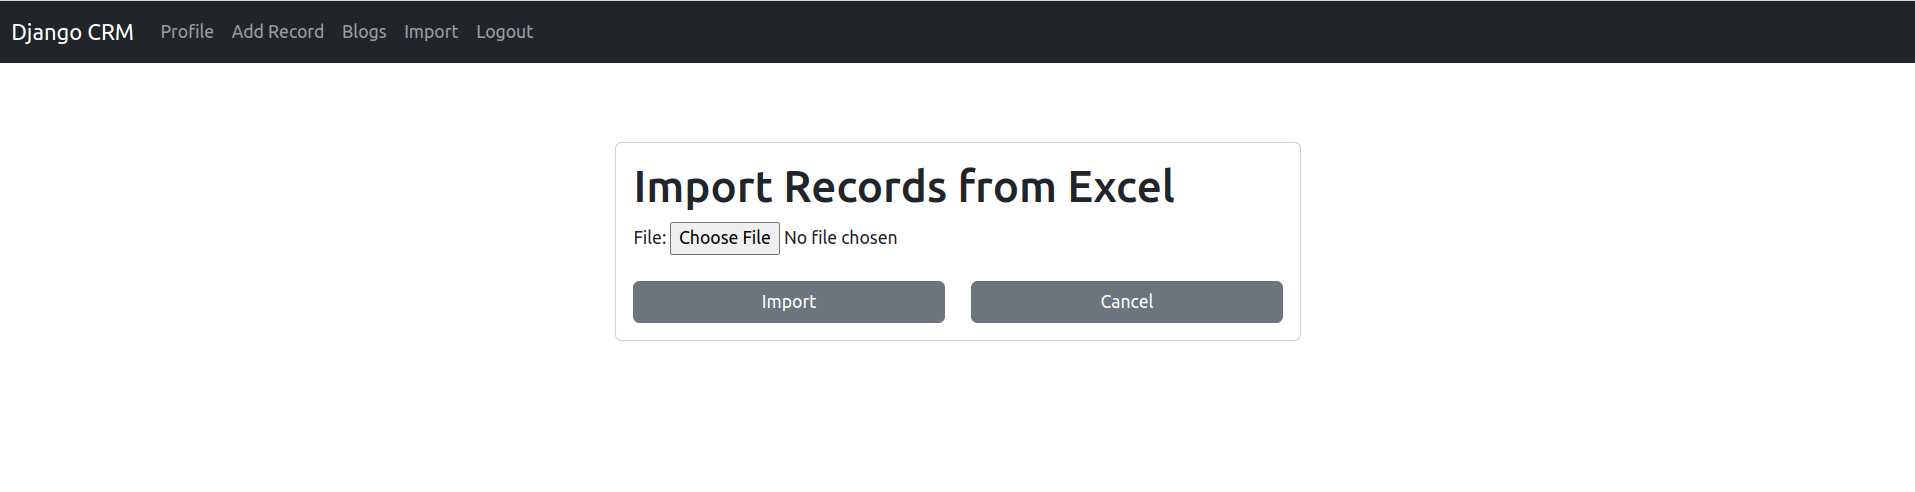 Django CRM Profile Add Record Blogs Import Logout
Import Records from Excel
File: Choose File No file chosen
Import Cancel